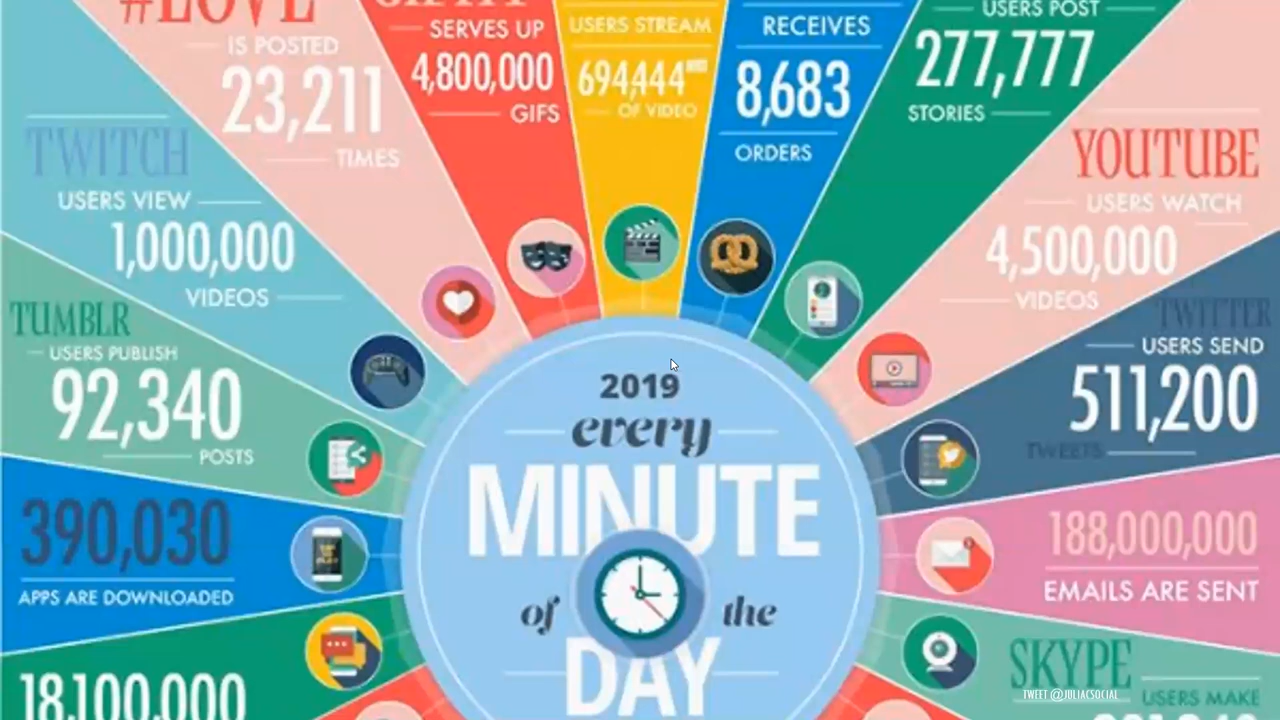 #LOVE
IS POSTED
23,211
TIMES
SERVES UP
4,800,000
GIFS
USERS STREAM
694,444
OF VIDEO
RECEIVES
8,683
ORDERS
USERS POST
277,777
STORIES
YOUTUBE
USERS WATCH
4,500,000
VIDEOS
TWITCH
USERS VIEW
1,000,000
VIDEOS
TWITTER
USERS SEND
511,200
TWEETS
TUMBLR
USERS PUBLISH
92,340
POSTS
2019
every
MINUTE
of the
DAY
390,030
APPS ARE DOWNLOADED
188,000,000
EMAILS ARE SENT
18,100,000
SKYPE
USERS MAKE
TWEET @JULIACSOCIAL